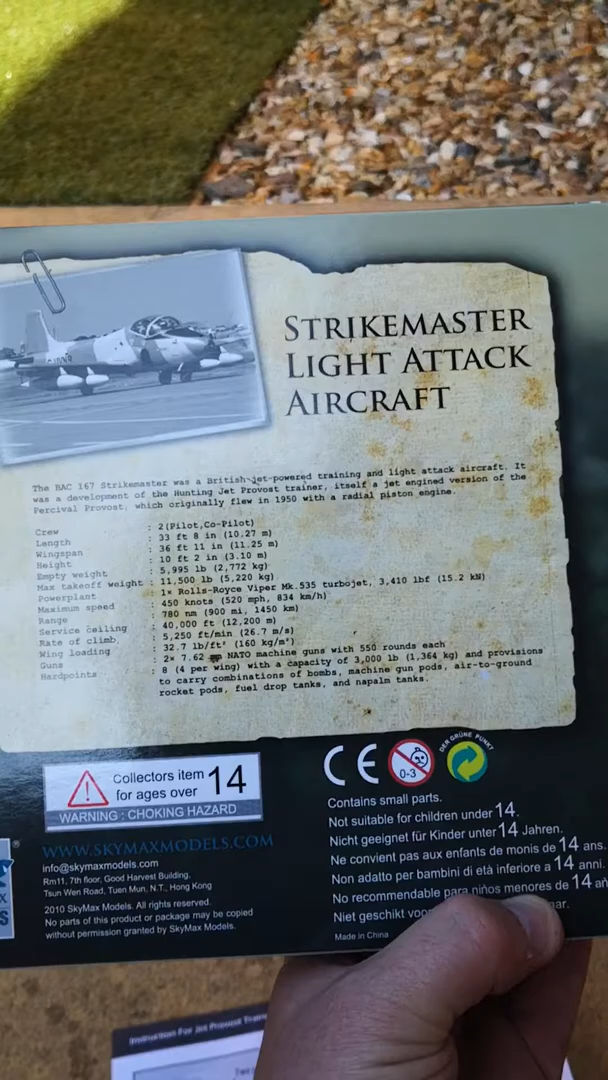 STRIKEMASTER
LIGHT ATTACK
AIRCRAFT
The BAC 167 Strikemaster was a British jet-powered training and light attack aircraft. It
was a development of the Hunting Jet Provost trainer, itself a jet engined version of the
Percival Provost, which originally flew in 1950 with a radial piston engine.
Crew : 2(Pilot,Co-Pilot)
Length : 33 ft 8 in (10.27 m)
Wingspan : 36 ft 11 in (11.25 m)
Height : 10 ft 2 in (3.10 m)
Empty weight : 5,995 lb (2,772 kg)
Max takeoff weight : 11,500 lb (5,220 kg)
Powerplant : 1× Rolls-Royce Viper Mk.535 turbojet, 3,410 lbf (15.2 kN)
Maximum speed : 450 knots (520 mph, 834 km/h)
Range : 780 nm (900 mi, 1450 km)
Service ceiling : 40,000 ft (12,200 m)
Rate of climb : 5,250 ft/min (26.7 m/s)
Wing loading : 32.7 lb/ft² (160 kg/m²)
Guns : 2× 7.62 NATO machine guns with 550 rounds each
Hardpoints : 8 (4 per wing) with a capacity of 3,000 lb (1,364 kg) and provisions
to carry combinations of bombs, machine gun pods, air-to-ground
rocket pods, fuel drop tanks, and napalm tanks.
Collectors item
for ages over 14
WARNING : CHOKING HAZARD
CE
0-3
DER GRÜNE PUNKT
WWW.SKYMAXMODELS.COM
info@skymaxmodels.com
Rm11, 7th floor, Good Harvest Building,
Tsun Wen Road, Tuen Mun, N.T., Hong Kong
2010 SkyMax Models. All rights reserved.
No parts of this product or package may be copied
without permission granted by SkyMax Models.
Contains small parts.
Not suitable for children under 14.
Nicht geeignet für Kinder unter 14 Jahren.
Ne convient pas aux enfants de monis de 14 ans.
Non adatto per bambini di età inferiore a 14 anni.
No recommendable para niños menores de 14
Niet geschikt
Made in China
Instruction For Jet Provost